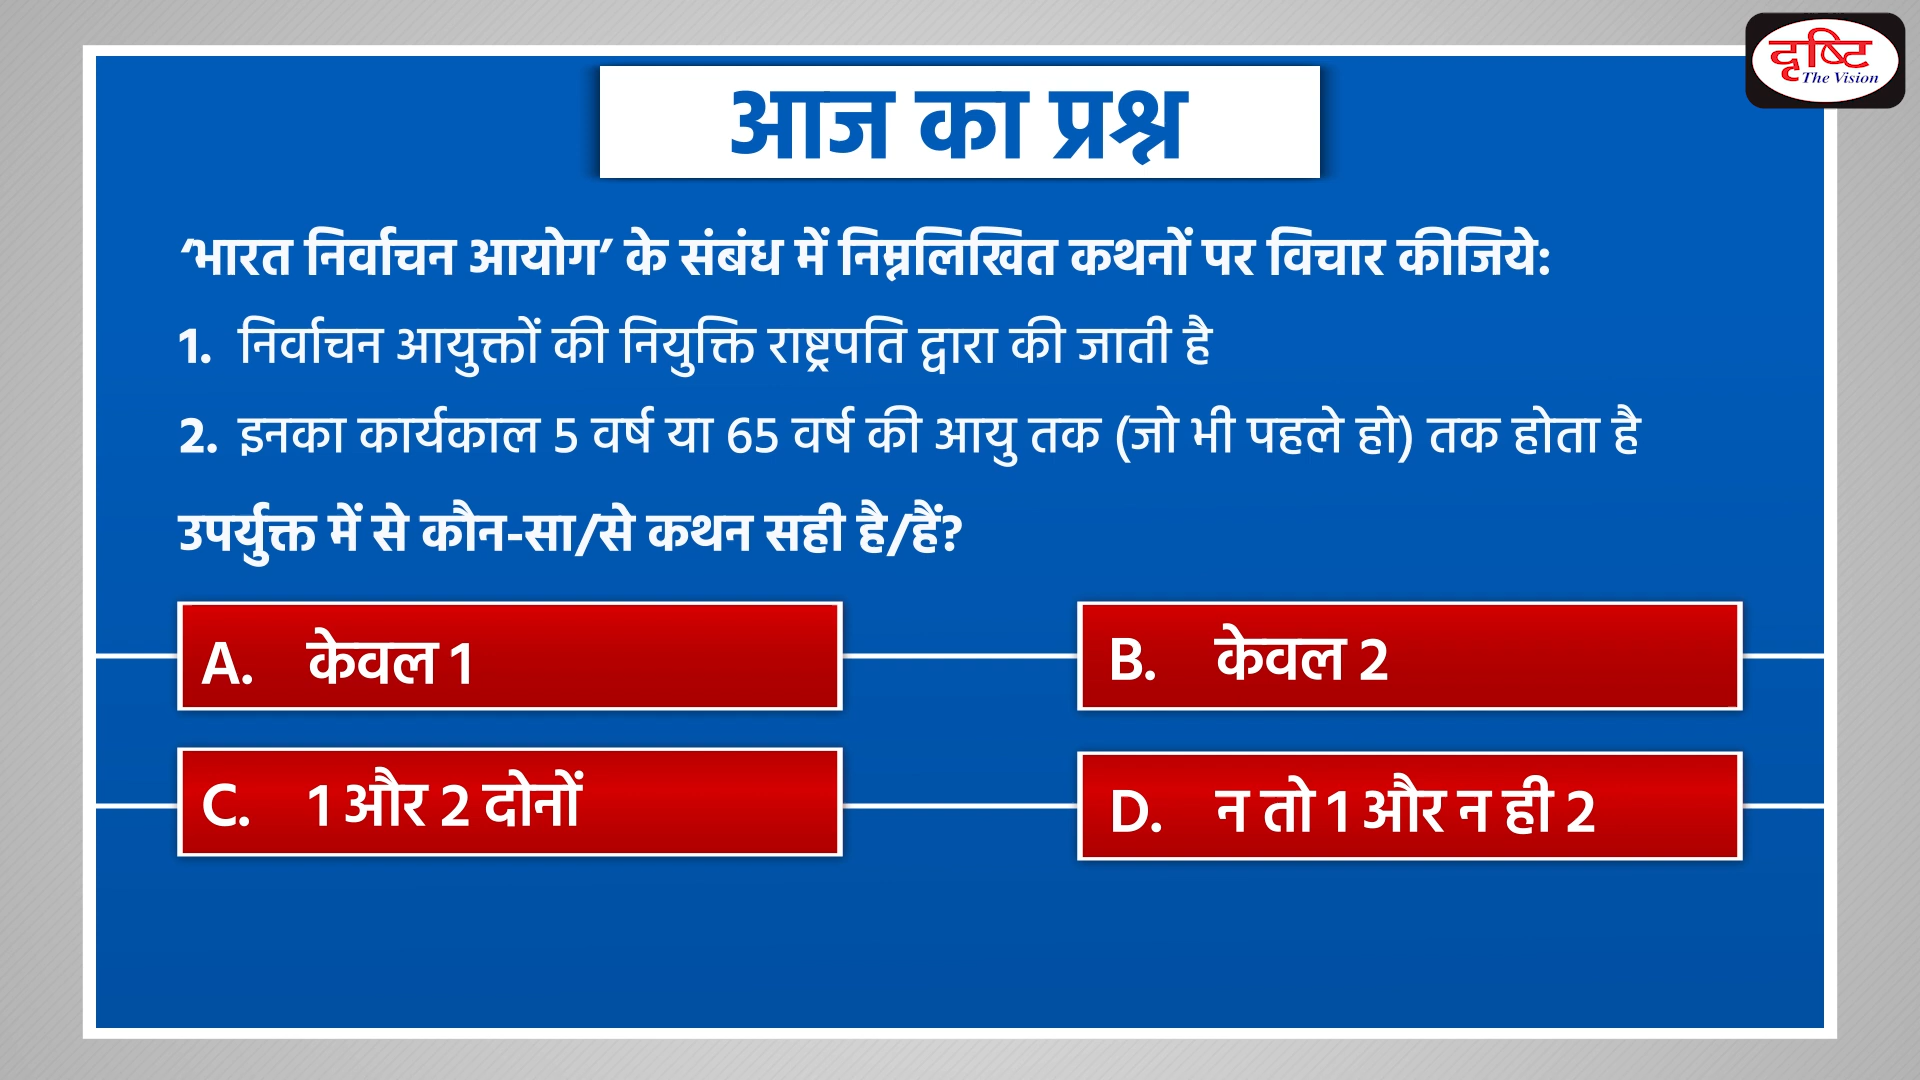 दृष्टि
The Vision
आज का प्रश्न
‘भारत निर्वाचन आयोग’ के संबंध में निम्नलिखित कथनों पर विचार कीजिये:
1. निर्वाचन आयुक्तों की नियुक्ति राष्ट्रपति द्वारा की जाती है
2. इनका कार्यकाल 5 वर्ष या 65 वर्ष की आयु तक (जो भी पहले हो) तक होता है
उपर्युक्त में से कौन-सा/से कथन सही है/हैं?
A. केवल 1
B. केवल 2
C. 1 और 2 दोनों
D. न तो 1 और न ही 2